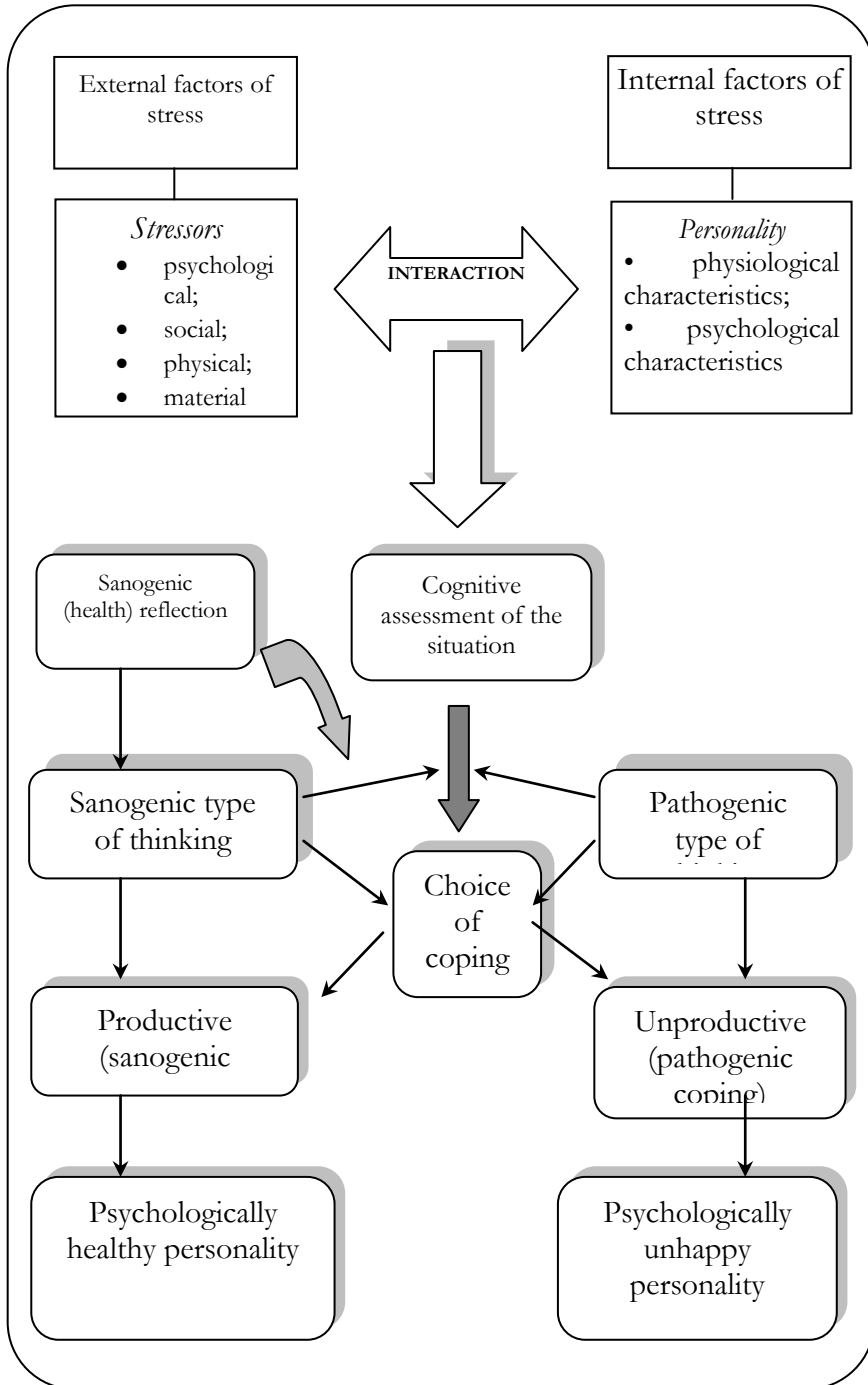 External factors of
stress
Internal factors of
stress
Stressors
• psychologi
cal;
• social;
• physical;
• material
INTERACTION
Personality
• physiological
characteristics;
• psychological
characteristics
Sanogenic
(health) reflection
Cognitive
assessment of the
situation
Sanogenic type
of thinking
Pathogenic
type of
Choice
of
coping
Productive
(sanogenic
Unproductive
(pathogenic
coping)
Psychologically
healthy personality
Psychologically
unhappy
personality